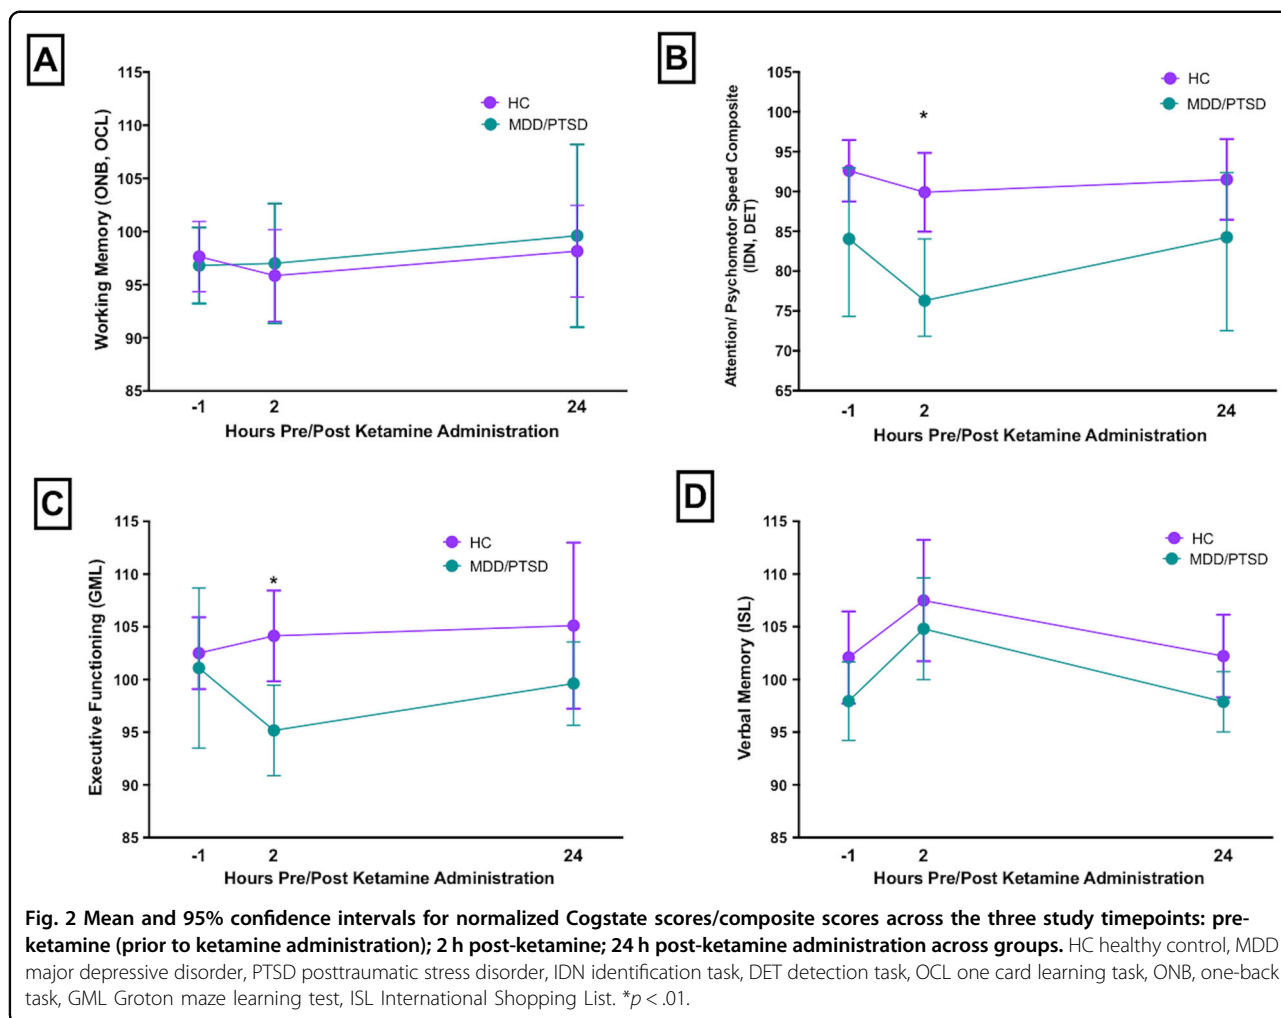 A
115
110
105
100
95
90
85
Working Memory (ONB, OCL)
HC
MDD/PTSD
-1 2 24
Hours Pre/Post Ketamine Administration
B
105
100
95
90
85
80
75
70
65
Attention/ Psychomotor Speed Composite
(IDN, DET)
HC
MDD/PTSD
*
-1 2 24
Hours Pre/Post Ketamine Administration
C
115
110
105
100
95
90
85
Executive Functioning (GML)
HC
MDD/PTSD
*
-1 2 24
Hours Pre/Post Ketamine Administration
D
115
110
105
100
95
90
85
Verbal Memory (ISL)
HC
MDD/PTSD
-1 2 24
Hours Pre/Post Ketamine Administration
Fig. 2 Mean and 95% confidence intervals for normalized Cogstate scores/composite scores across the three study timepoints: pre-
ketamine (prior to ketamine administration); 2 h post-ketamine; 24 h post-ketamine administration across groups. HC healthy control, MDD
major depressive disorder, PTSD posttraumatic stress disorder, IDN identification task, DET detection task, OCL one card learning task, ONB, one-back
task, GML Groton maze learning test, ISL International Shopping List. *p < .01.